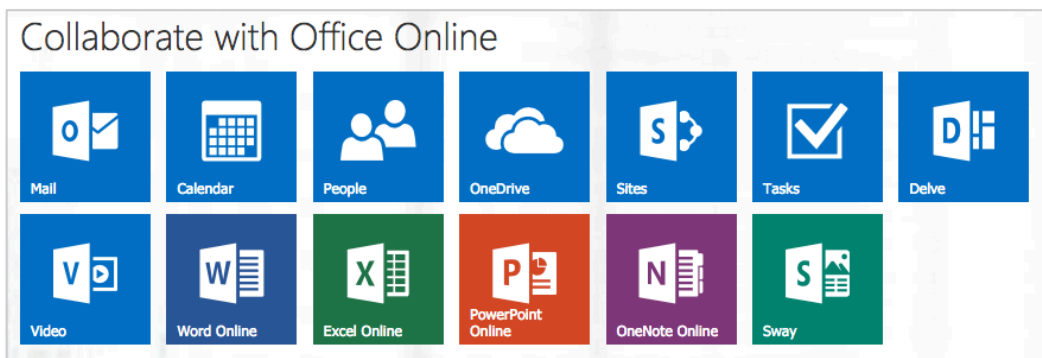 Collaborate with Office Online
O
S
D
Mail
Calendar
People
OneDrive
Sites
Tasks
Delve
V
W
X
P
N
S
Video
Word Online
Excel Online
PowerPoint
Online
OneNote Online
Sway